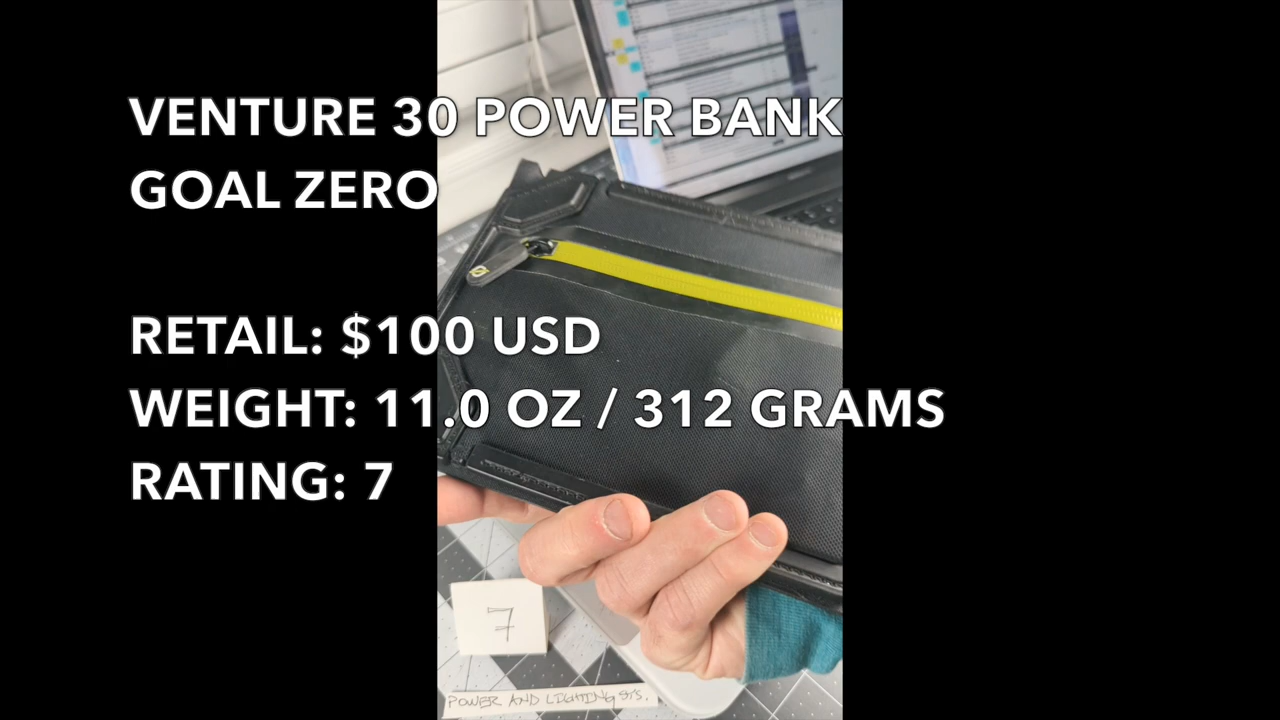 VENTURE 30 POWER BANK
GOAL ZERO
RETAIL: $100 USD
WEIGHT: 11.0 OZ / 312 GRAMS
RATING: 7
7
POWER AND LIGHTING SYS.